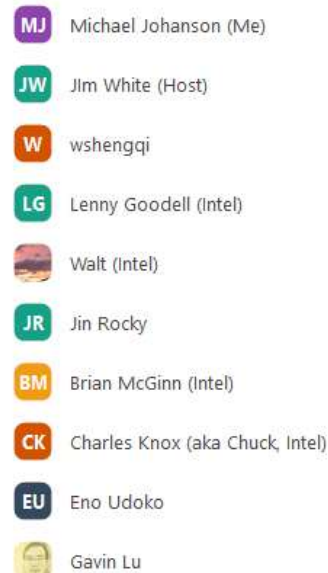 MJ Michael Johanson (Me)
JW JIm White (Host)
W wshengqi
LG Lenny Goodell (Intel)
Walt (Intel)
JR Jin Rocky
BM Brian McGinn (Intel)
CK Charles Knox (aka Chuck, Intel)
EU Eno Udoko
Gavin Lu